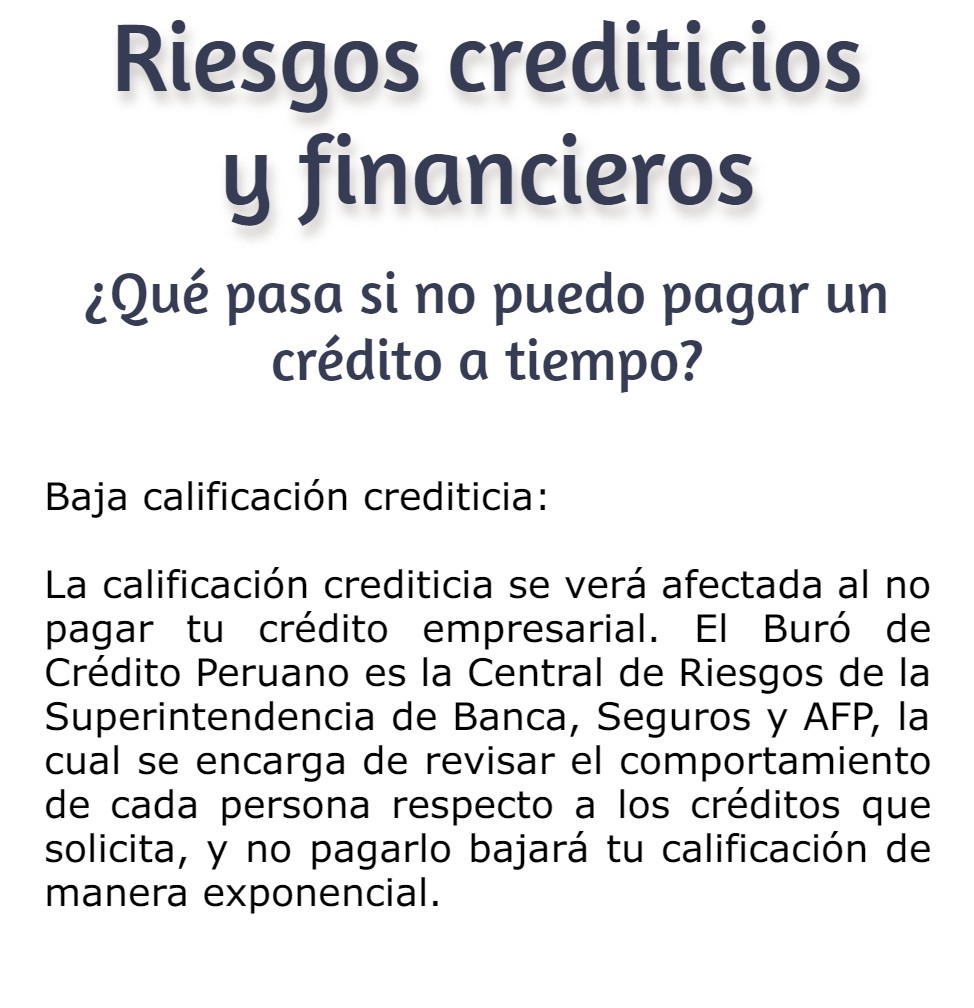 Riesgos crediticios
y financieros
¿Qué pasa si no puedo pagar un
crédito a tiempo?
Baja calificación crediticia:
La calificación crediticia se verá afectada al no
pagar tu crédito empresarial. El Buró de
Crédito Peruano es la Central de Riesgos de la
Superintendencia de Banca, Seguros y AFP, la
cual se encarga de revisar el comportamiento
de cada persona respecto a los créditos que
solicita, y no pagarlo bajará tu calificación de
manera exponencial.